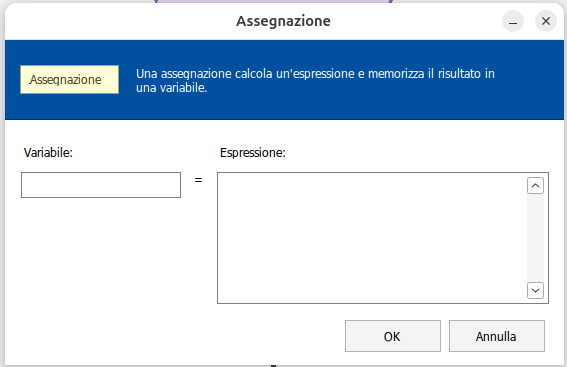 Assegnazione
Assegnazione
Una assegnazione calcola un'espressione e memorizza il risultato in
una variabile.
Variabile:
Espressione:
=
OK
Annulla